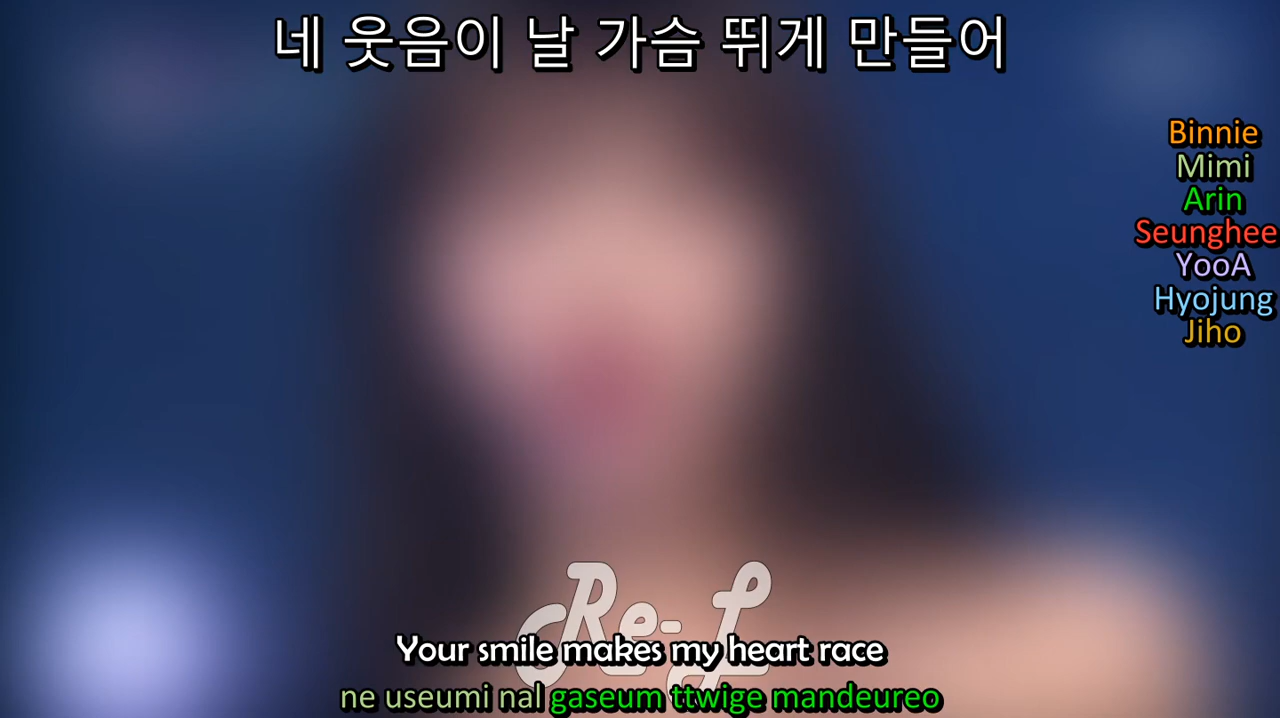 네 웃음이 날 가슴 뛰게 만들어
Binnie
Mimi
Arin
Seunghee
YooA
Hyojung
Jiho
Re-L
Your smile makes my heart race
ne useumi nal gaseum ttwige mandeureo